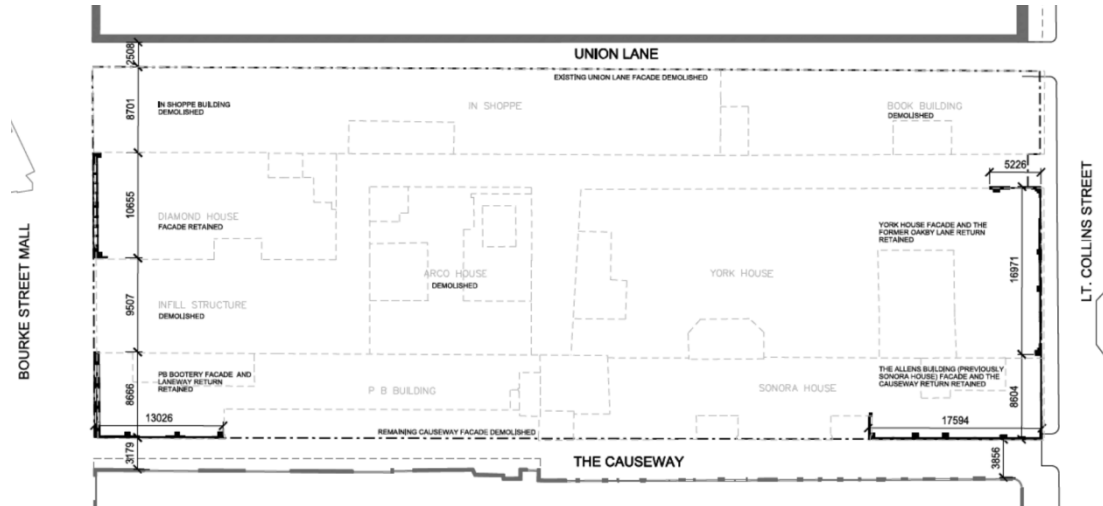 UNION LANE
2508
EXISTING UNION LANE FACADE DEMOLISHED
8701
IN SHOPPE BUILDING
DEMOLISHED
IN SHOPPE
BOOK BUILDING
DEMOLISHED
5226
BOURKE STREET MALL
10655
DIAMOND HOUSE
FACADE RETAINED
YORK HOUSE FACADE AND THE
FORMER OAKBY LANE RETURN
RETAINED
16971
LT. COLLINS STREET
ARCO HOUSE
DEMOLISHED
YORK HOUSE
9507
INFILL STRUCTURE
DEMOLISHED
8666
PB BOOTERY FACADE AND
LANEWAY RETURN
RETAINED
P B BUILDING
SONORA HOUSE
THE ALLENS BUILDING (PREVIOUSLY
SONORA HOUSE) FACADE AND THE
CAUSEWAY RETURN RETAINED
8604
13026
17594
REMAINING CAUSEWAY FACADE DEMOLISHED
3179
THE CAUSEWAY
3856